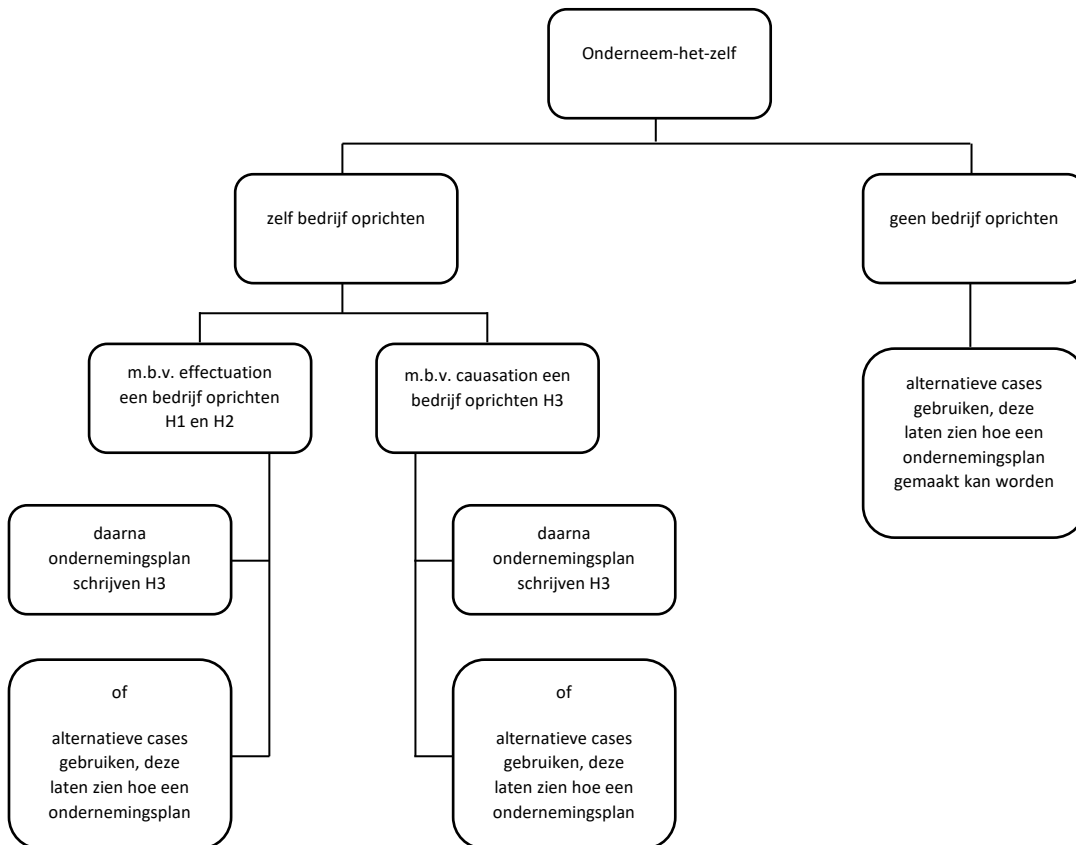 Onderneem-het-zelf
zelf bedrijf oprichten
geen bedrijf oprichten
m.b.v. effectuation
een bedrijf oprichten
H1 en H2
m.b.v. cauasation een
bedrijf oprichten H3
alternatieve cases
gebruiken, deze
laten zien hoe een
ondernemingsplan
gemaakt kan worden
daarna
ondernemingsplan
schrijven H3
daarna
ondernemingsplan
schrijven H3
of
alternatieve cases
gebruiken, deze
laten zien hoe een
ondernemingsplan
of
alternatieve cases
gebruiken, deze
laten zien hoe een
ondernemingsplan